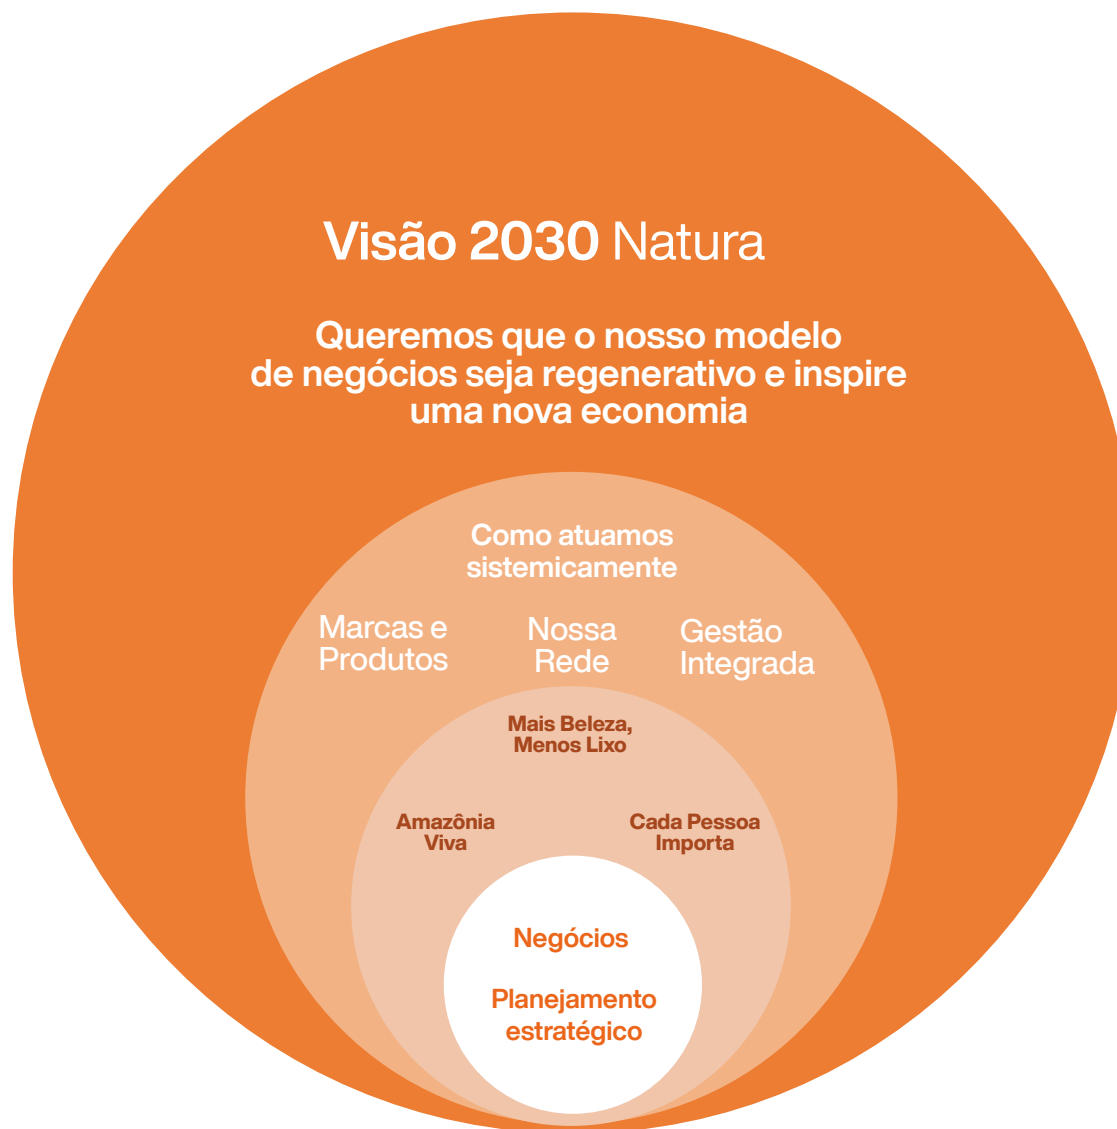 Visão 2030 Natura
Queremos que o nosso modelo
de negócios seja regenerativo e inspire
uma nova economia
Como atuamos
sistemicamente
Marcas e
Produtos
Nossa
Rede
Gestão
Integrada
Mais Beleza,
Menos Lixo
Amazônia
Viva
Cada Pessoa
Importa
Negócios
Planejamento
estratégico